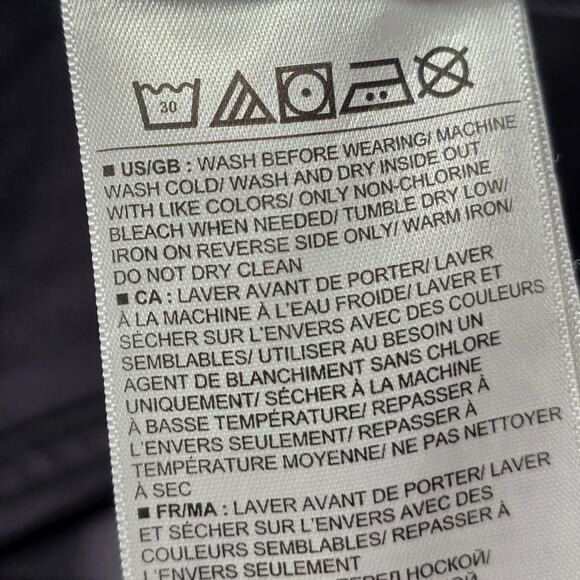 30
■ US/GB : WASH BEFORE WEARING/ MACHINE
WASH COLD/ WASH AND DRY INSIDE OUT
WITH LIKE COLORS/ ONLY NON-CHLORINE
BLEACH WHEN NEEDED/ TUMBLE DRY LOW/
IRON ON REVERSE SIDE ONLY/ WARM IRON/
DO NOT DRY CLEAN
■ CA : LAVER AVANT DE PORTER/ LAVER
À LA MACHINE À L'EAU FROIDE/ LAVER ET
SÉCHER SUR L'ENVERS AVEC DES COULEURS
SEMBLABLES/ UTILISER AU BESOIN UN
AGENT DE BLANCHIMENT SANS CHLORE
UNIQUEMENT/ SÉCHER À LA MACHINE
À BASSE TEMPÉRATURE/ REPASSER À
L'ENVERS SEULEMENT/ REPASSER À
TEMPÉRATURE MOYENNE/ NE PAS NETTOYER
À SEC
■ FR/MA : LAVER AVANT DE PORTER/ LAVER
ET SÉCHER SUR L'ENVERS AVEC DES
COULEURS SEMBLABLES/ REPASSER À
L'ENVERS SEULEMENT
НОСКОЙ/